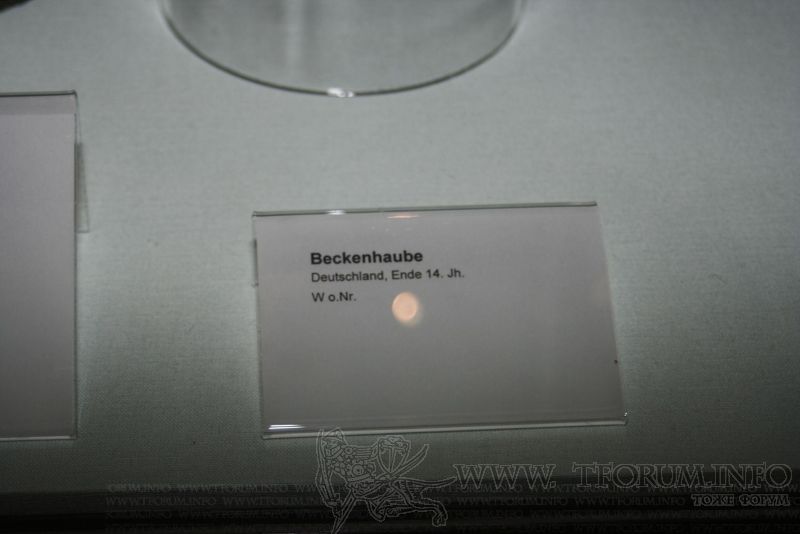 Beckenhaube
Deutschland, Ende 14. Jh.
W o.Nr.
WWW. TFORUM.INFO
ТОЖЕ ФОРУМ